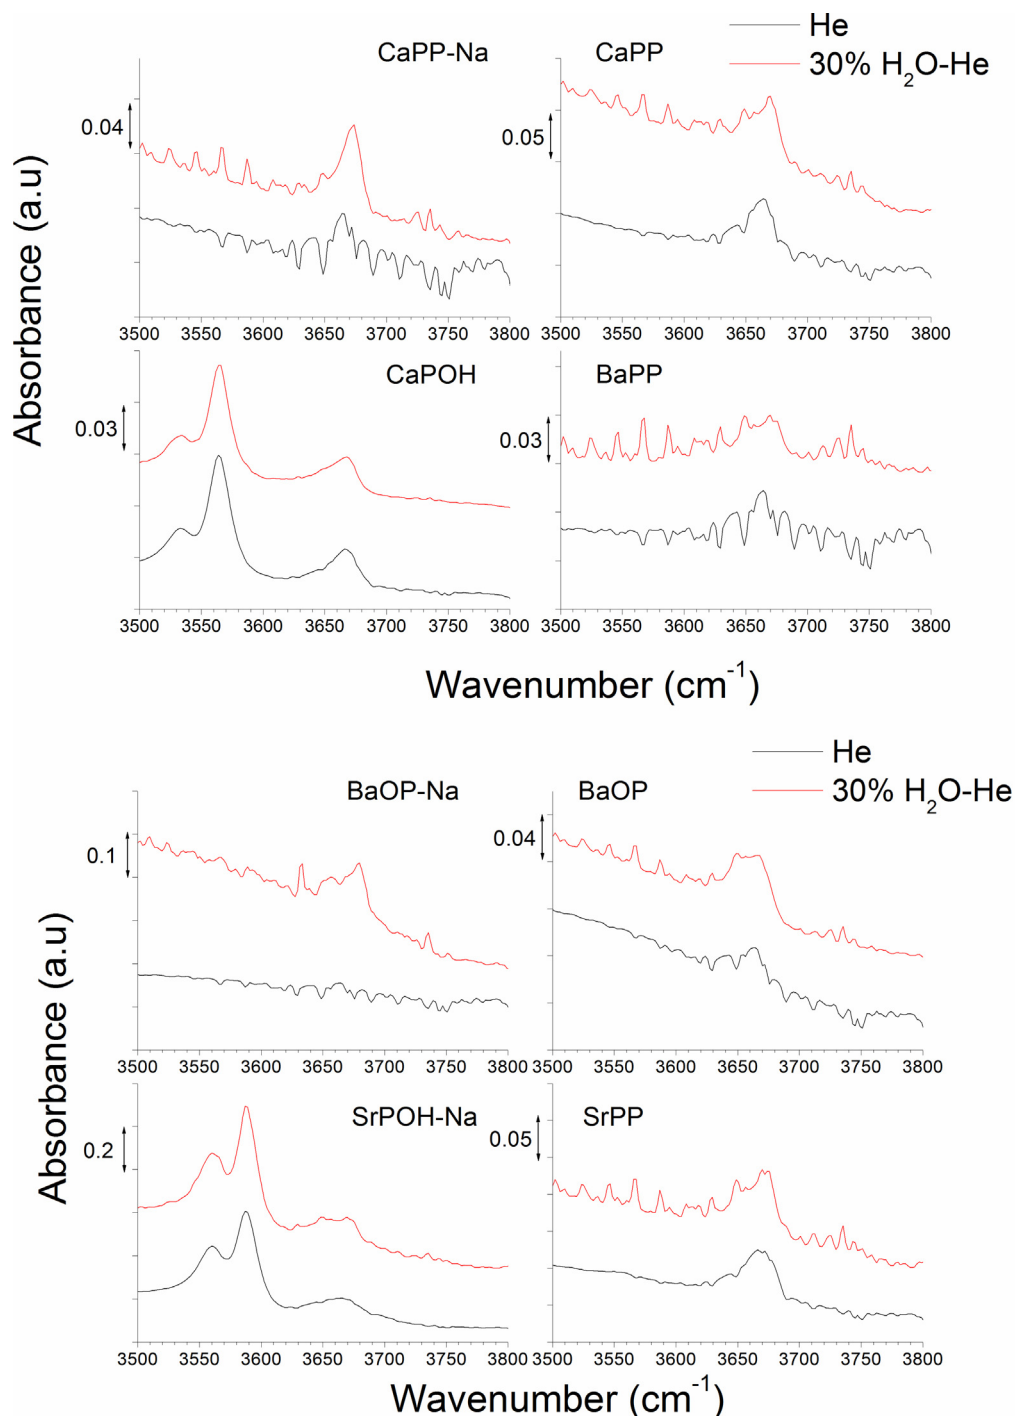 He
30% H₂O-He
CaPP-Na
CaPP
0.04
0.05
3500 3550 3600 3650 3700 3750 3800
3500 3550 3600 3650 3700 3750 3800
CaPOH
BaPP
0.03
0.03
3500 3550 3600 3650 3700 3750 3800
3500 3550 3600 3650 3700 3750 3800
Absorbance (a.u)
Wavenumber (cm⁻¹)
He
30% H₂O-He
BaOP-Na
BaOP
0.1
0.04
3500 3550 3600 3650 3700 3750 3800
3500 3550 3600 3650 3700 3750 3800
SrPOH-Na
SrPP
0.2
0.05
3500 3550 3600 3650 3700 3750 3800
3500 3550 3600 3650 3700 3750 3800
Absorbance (a.u)
Wavenumber (cm⁻¹)